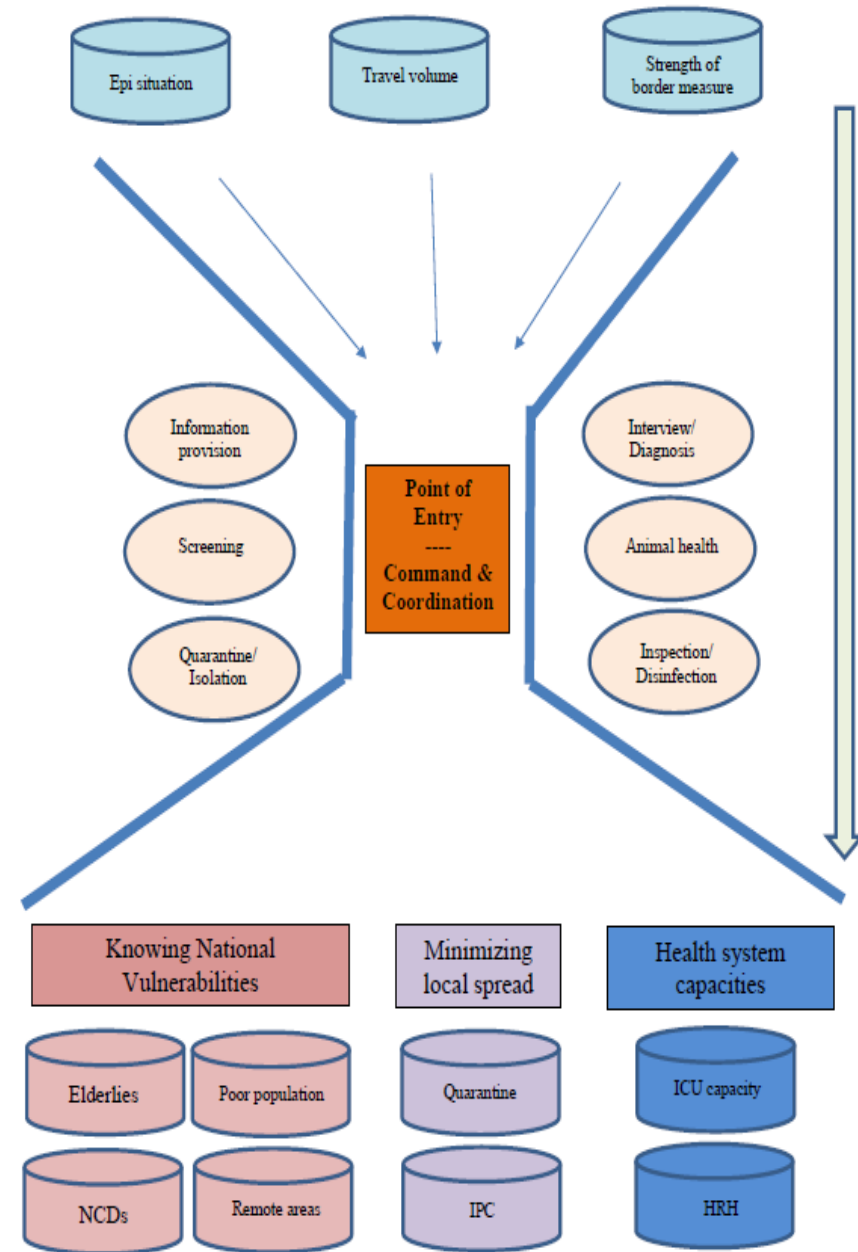 Epi situation
Travel volume
Strength of
border measure
Information
provision
Screening
Quarantine/
Isolation
Point of
Entry
----
Command &
Coordination
Interview/
Diagnosis
Animal health
Inspection/
Disinfection
Knowing National
Vulnerabilities
Minimizing
local spread
Health system
capacities
Elderlies
Poor population
Quarantine
ICU capacity
NCDs
Remote areas
IPC
HRH